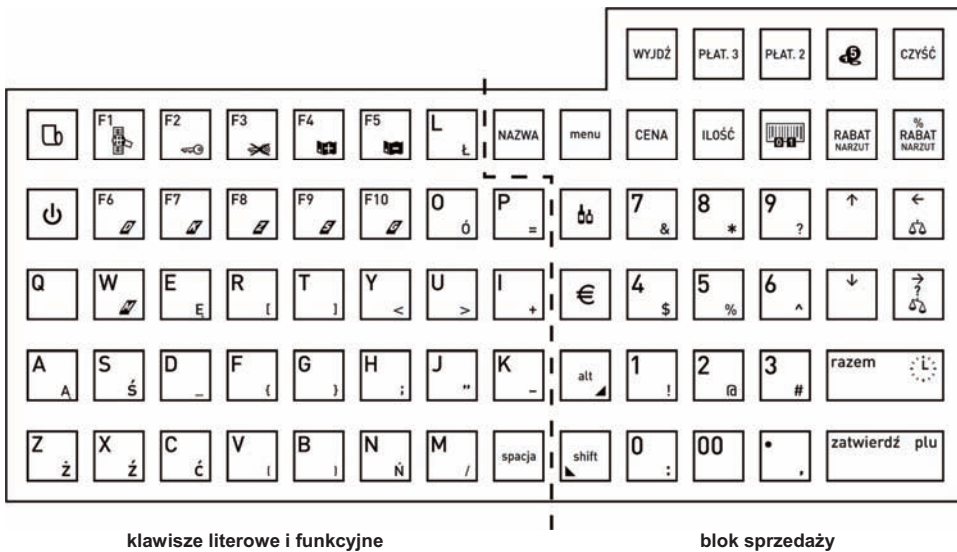 WYJDŹ PŁAT. 3 PŁAT. 2 5 CZYŚĆ
F1 F2 F3 F4 F5 L Ł NAZWA menu CENA ILOŚĆ 01 RABAT NARZUT % RABAT NARZUT
F6 F7 F8 F9 F10 O Ó P = 7 & 8 * 9 ? ↑ ←
Q W E Ę R [ T ] Y < U > I + € 4 $ 5 % 6 ^ ↓ → ?
A Ą S Ś D _ F { G } H ; J " K – alt 1 ! 2 @ 3 # razem L
Z Ż X Ź C Ć V ( B ) N Ń M / spacja shift 0 : 00 • , zatwierdź plu
klawisze literowe i funkcyjne blok sprzedaży